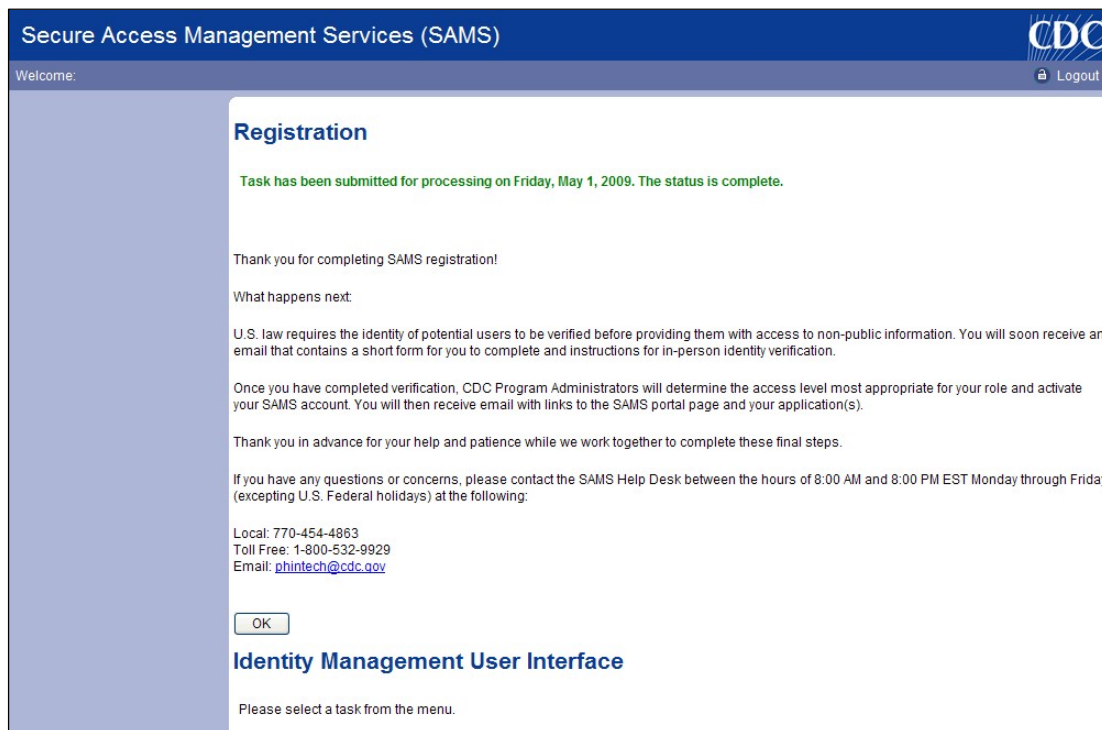 Secure Access Management Services (SAMS)
CDC
Welcome:
Logout
Registration
Task has been submitted for processing on Friday, May 1, 2009. The status is complete.
Thank you for completing SAMS registration!
What happens next:
U.S. law requires the identity of potential users to be verified before providing them with access to non-public information. You will soon receive an
email that contains a short form for you to complete and instructions for in-person identity verification.
Once you have completed verification, CDC Program Administrators will determine the access level most appropriate for your role and activate
your SAMS account. You will then receive email with links to the SAMS portal page and your application(s).
Thank you in advance for your help and patience while we work together to complete these final steps.
If you have any questions or concerns, please contact the SAMS Help Desk between the hours of 8:00 AM and 8:00 PM EST Monday through Friday
(excepting U.S. Federal holidays) at the following:
Local: 770-454-4863
Toll Free: 1-800-532-9929
Email: phintech@cdc.gov
OK
Identity Management User Interface
Please select a task from the menu.